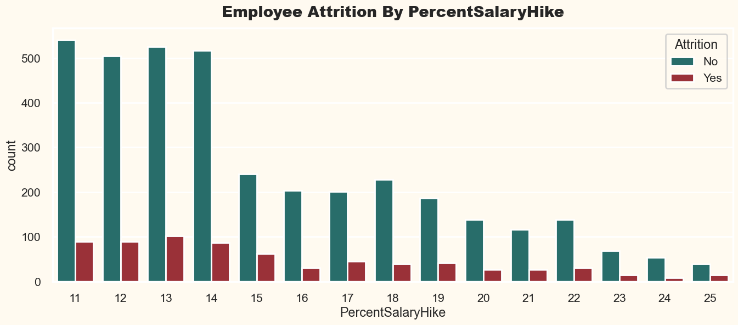 Employee Attrition By PercentSalaryHike
Attrition
No
Yes
count
500
400
300
200
100
0
11 12 13 14 15 16 17 18 19 20 21 22 23 24 25
PercentSalaryHike